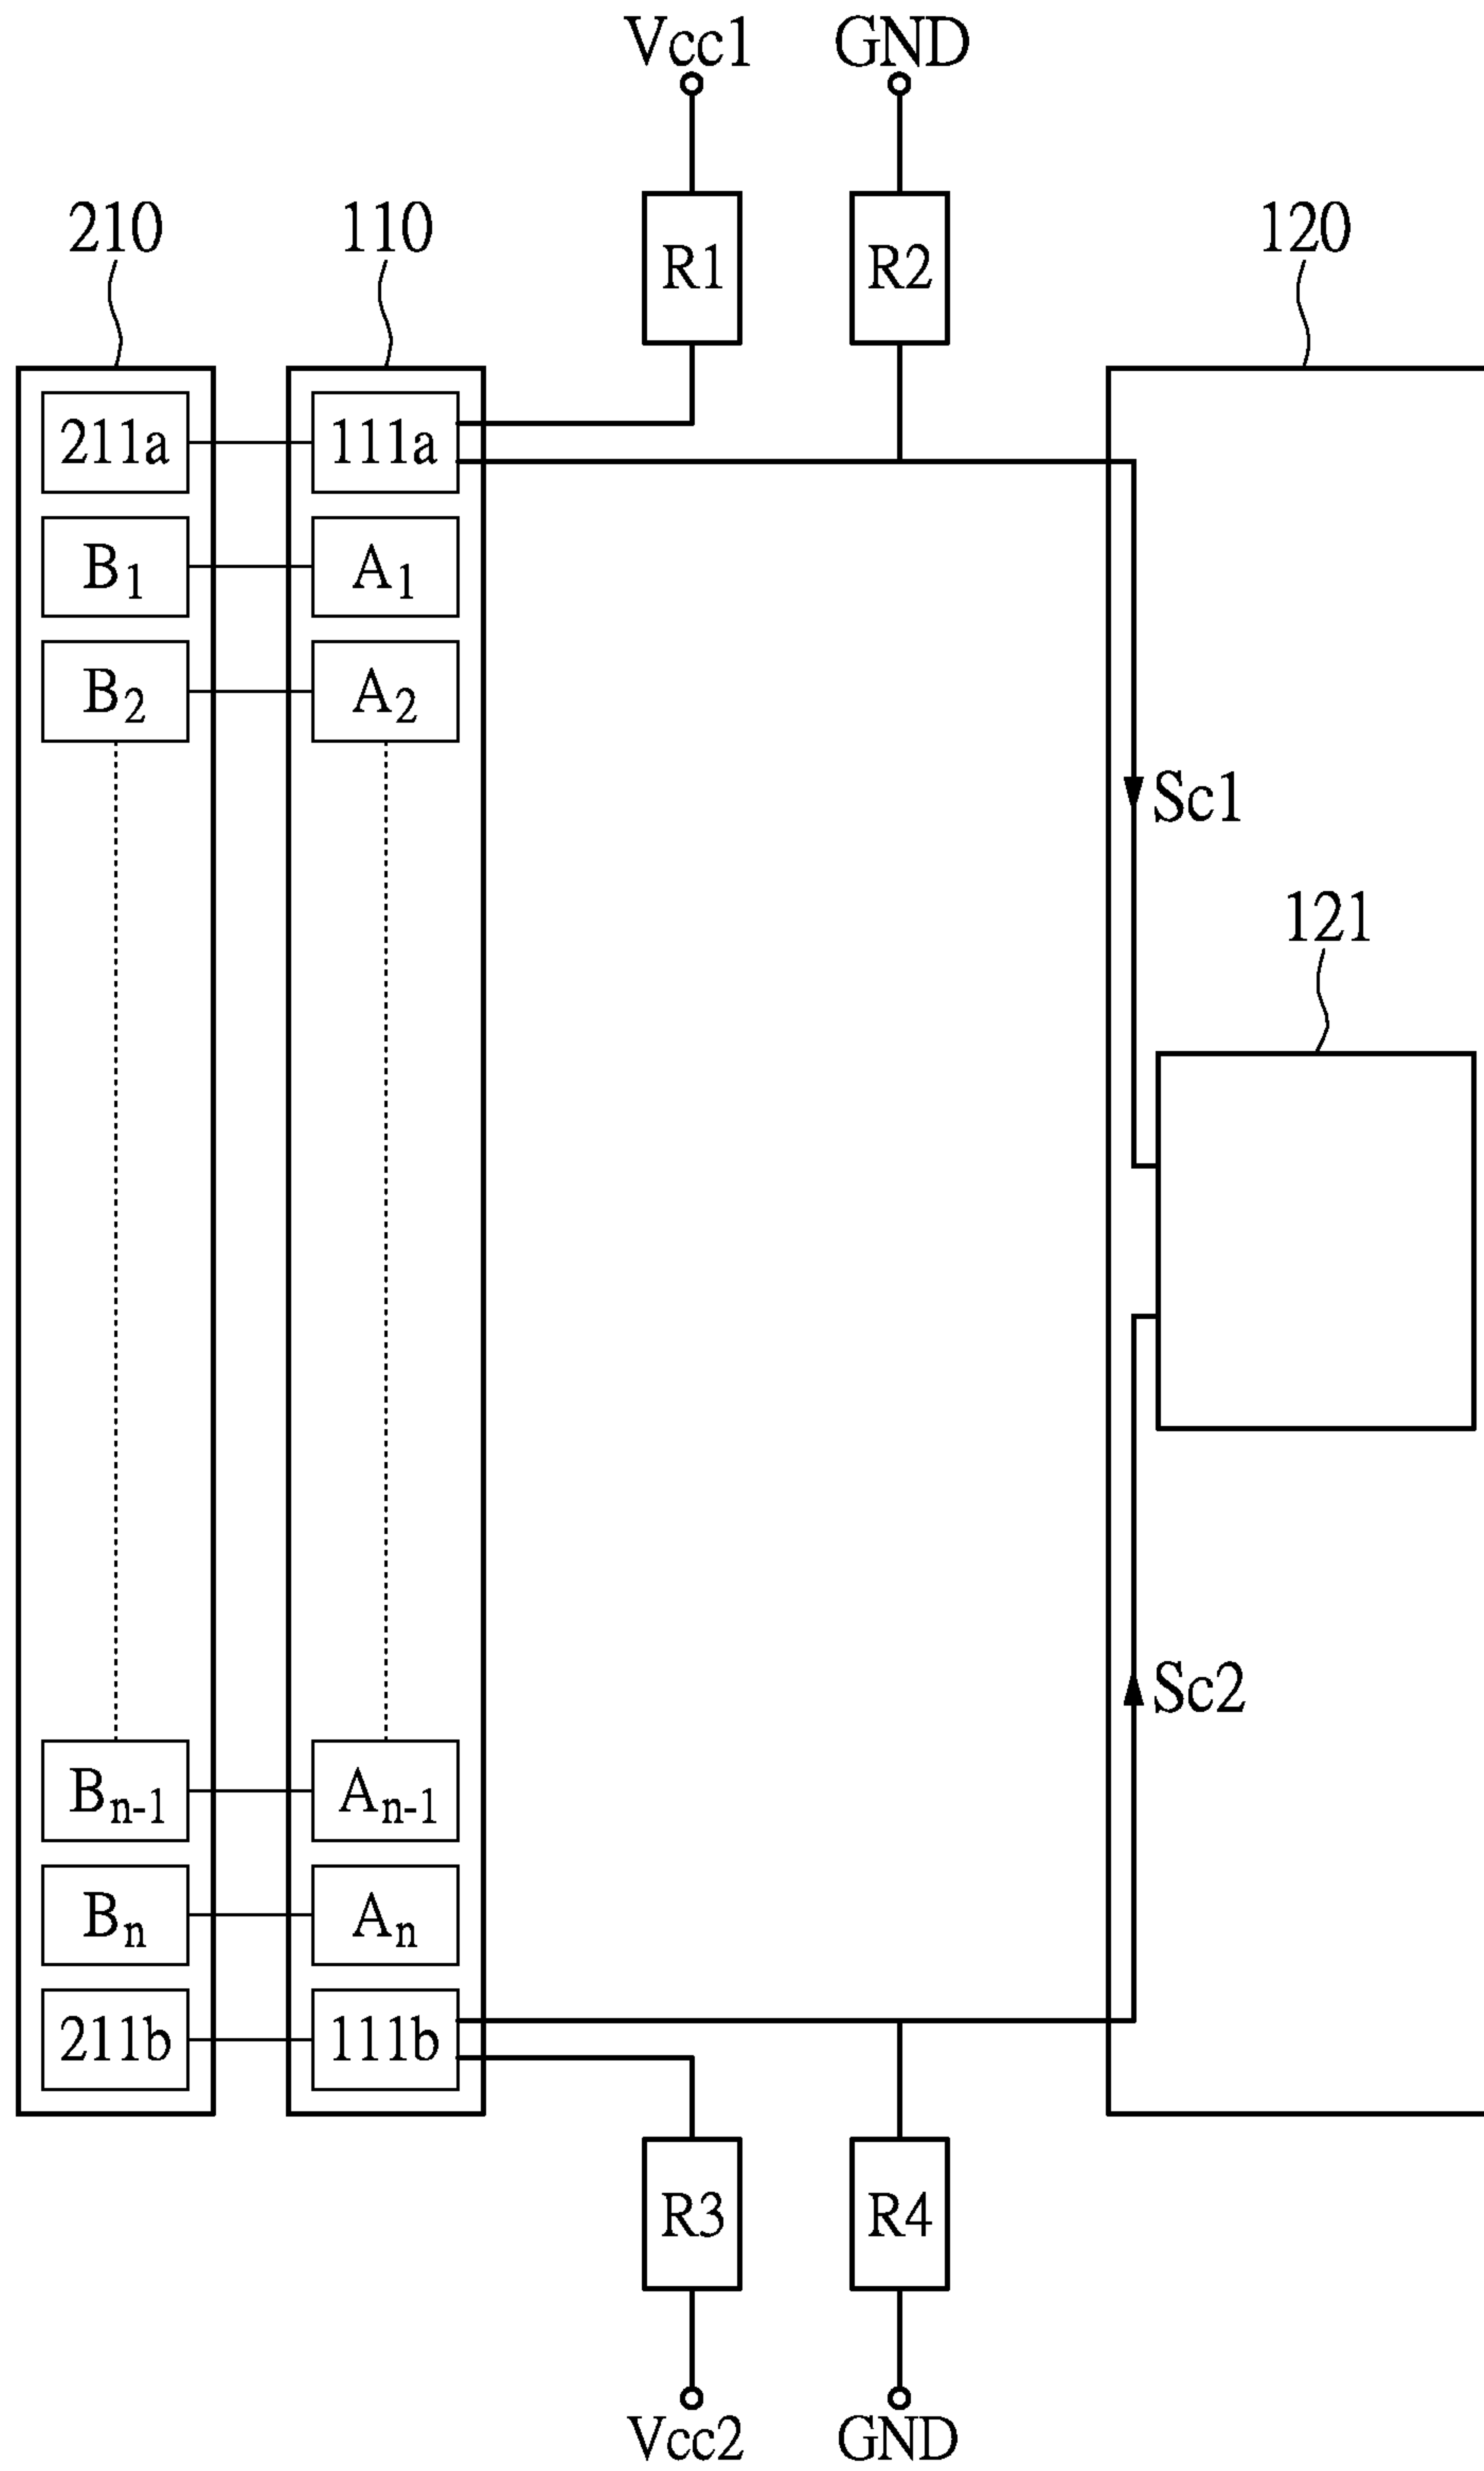 Vcc1 GND
210 110 R1 R2 120
211a 111a
B1 A1
B2 A2
Sc1
121
Sc2
Bn-1 An-1
Bn An
211b 111b
R3 R4
Vcc2 GND